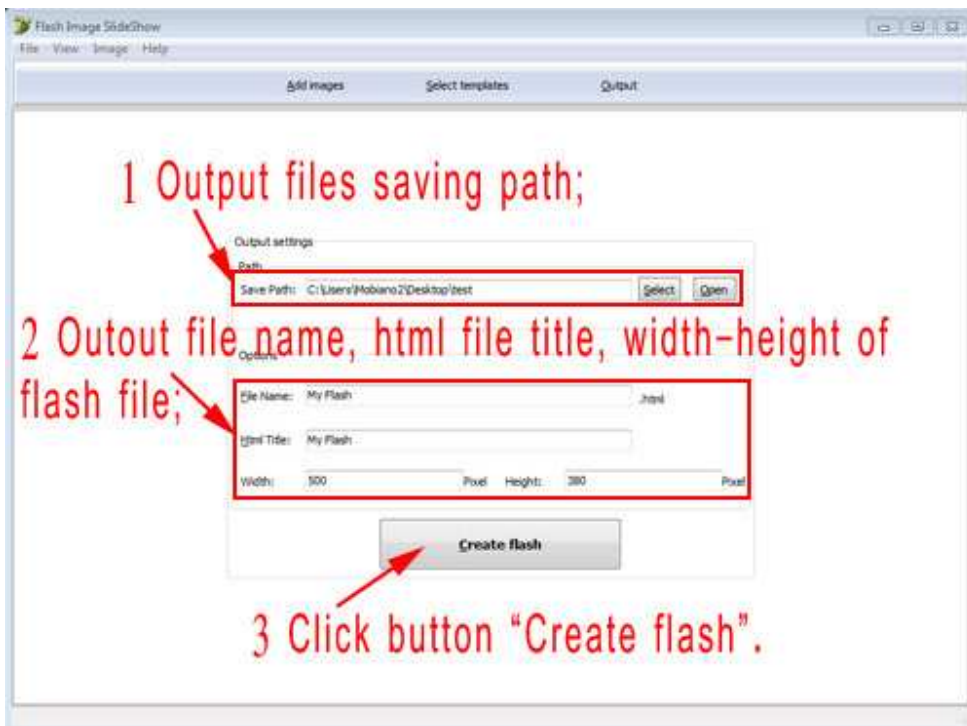 Flash Image SlideShow
File View Image Help
Add images Select templates Output
1 Output files saving path;
Output settings
Path
Save Path: C:\Users\Mobiano2\Desktop\test Select Open
2 Outout file name, html file title, width-height of
Options
flash file;
File Name: My Flash .html
Html Title: My Flash
Width: 500 Pixel Height: 380 Pixel
Create flash
3 Click button “Create flash”.